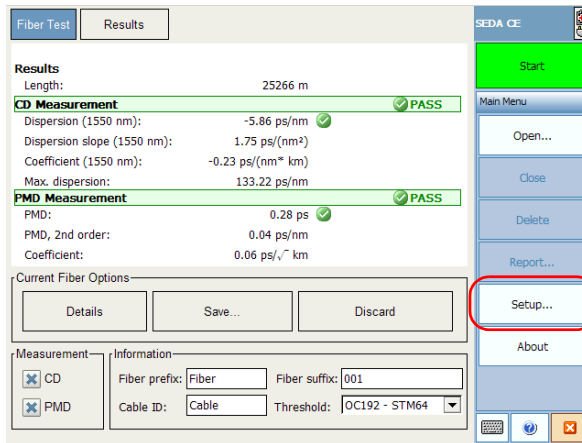 Fiber Test Results
SEDA CE
Start
Main Menu
Open...
Close
Delete
Report...
Setup...
About
Results
Length: 25266 m
CD Measurement PASS
Dispersion (1550 nm): -5.86 ps/nm
Dispersion slope (1550 nm): 1.75 ps/(nm²)
Coefficient (1550 nm): -0.23 ps/(nm* km)
Max. dispersion: 133.22 ps/nm
PMD Measurement PASS
PMD: 0.28 ps
PMD, 2nd order: 0.04 ps/nm
Coefficient: 0.06 ps/√ km
Current Fiber Options
Details Save... Discard
Measurement
CD
PMD
Information
Fiber prefix: Fiber Fiber suffix: 001
Cable ID: Cable Threshold: OC192 - STM64